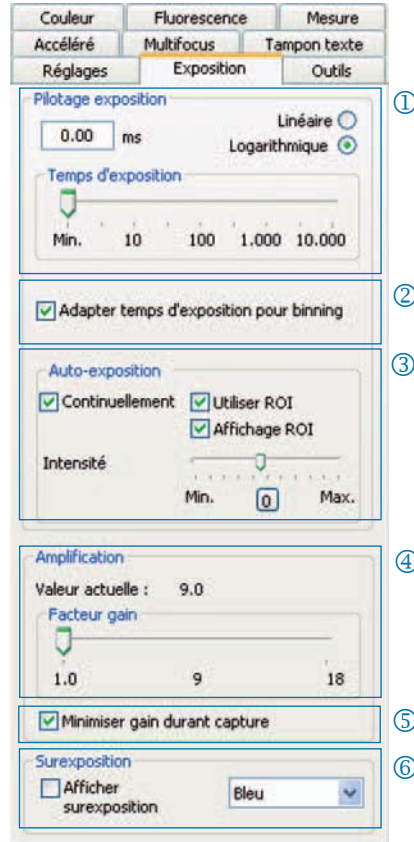 Couleur Fluorescence Mesure
Accéléré Multifocus Tampon texte
Réglages Exposition Outils
Pilotage exposition
①
0.00 ms
Linéaire
Logarithmique
Temps d'exposition
Min. 10 100 1.000 10.000
②
Adapter temps d'exposition pour binning
③
Auto-exposition
Continuellement Utiliser ROI
Affichage ROI
Intensité
Min. 0 Max.
④
Amplification
Valeur actuelle : 9.0
Facteur gain
1.0 9 18
Minimiser gain durant capture ⑤
Surexposition ⑥
Afficher surexposition
Bleu